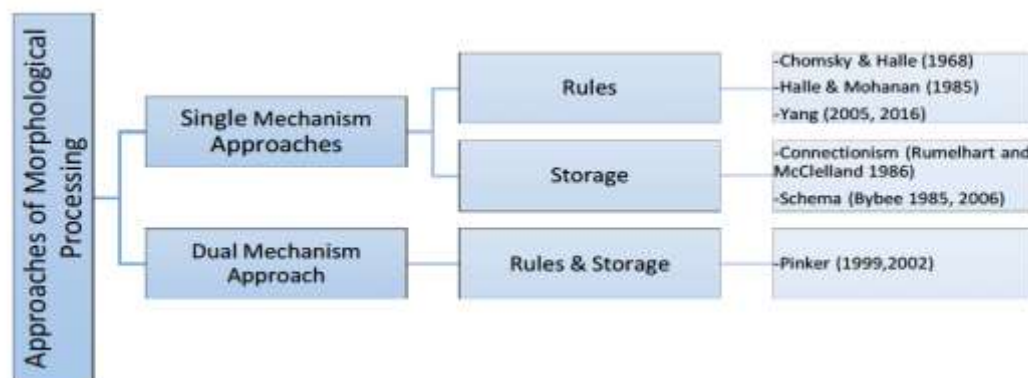 Approaches of Morphological
Processing
Single Mechanism
Approaches
Rules
-Chomsky & Halle (1968)
-Halle & Mohanan (1985)
-Yang (2005, 2016)
Storage
-Connectionism (Rumelhart and
McClelland 1986)
-Schema (Bybee 1985, 2006)
Dual Mechanism
Approach
Rules & Storage
-Pinker (1999,2002)